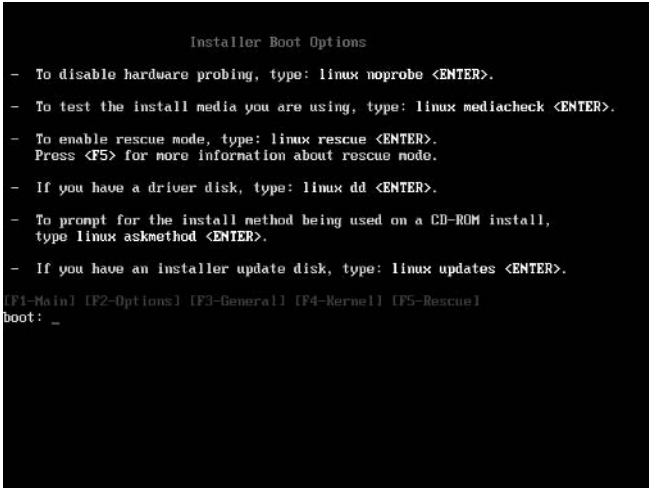 Installer Boot Options
- To disable hardware probing, type: linux noprobe <ENTER>.
- To test the install media you are using, type: linux mediacheck <ENTER>.
- To enable rescue mode, type: linux rescue <ENTER>.
Press <F5> for more information about rescue mode.
- If you have a driver disk, type: linux dd <ENTER>.
- To prompt for the install method being used on a CD-ROM install,
type linux askmethod <ENTER>.
- If you have an installer update disk, type: linux updates <ENTER>.
[F1-Main] [F2-Options] [F3-General] [F4-Kernel] [F5-Rescue]
boot: _